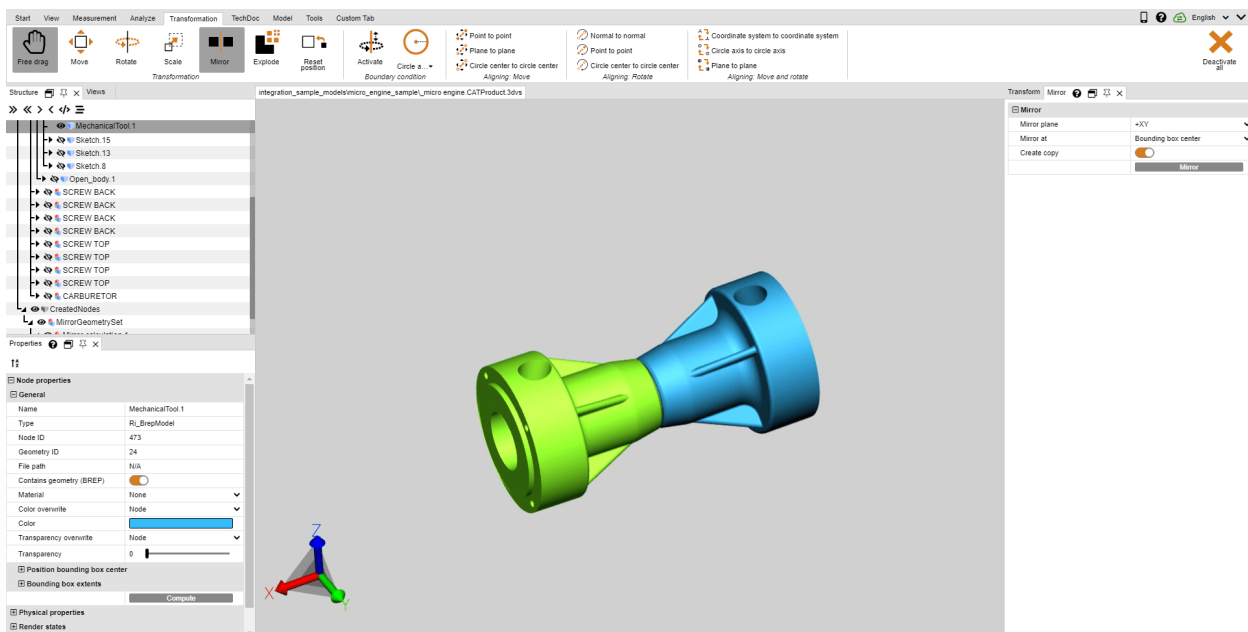 Start View Measurement Analyze Transformation TechDoc Model Tools Custom Tab English
Free drag Move Rotate Scale Mirror Explode Reset position Activate Circle a...
Transformation Boundary condition
Point to point
Plane to plane
Circle center to circle center
Aligning: Move
Normal to normal
Point to point
Circle center to circle center
Aligning: Rotate
Coordinate system to coordinate system
Circle axis to circle axis
Plane to plane
Aligning: Move and rotate
Deactivate all
Structure Views
integration_sample_models\micro_engine_sample\_micro engine.CATProduct.3dvs
MechanicalTool.1
Sketch.15
Sketch.13
Sketch.8
Open_body.1
SCREW BACK
SCREW BACK
SCREW BACK
SCREW BACK
SCREW TOP
SCREW TOP
SCREW TOP
SCREW TOP
CARBURETOR
CreatedNodes
MirrorGeometrySet
Properties
Node properties
General
Name MechanicalTool.1
Type Ri_BrepModel
Node ID 473
Geometry ID 24
File path N/A
Contains geometry (BREP)
Material None
Color overwrite Node
Color
Transparency overwrite Node
Transparency 0
Position bounding box center
Bounding box extents
Compute
Physical properties
Render states
Z
X
Y
Transform Mirror
Mirror
Mirror plane +XY
Mirror at Bounding box center
Create copy
Mirror